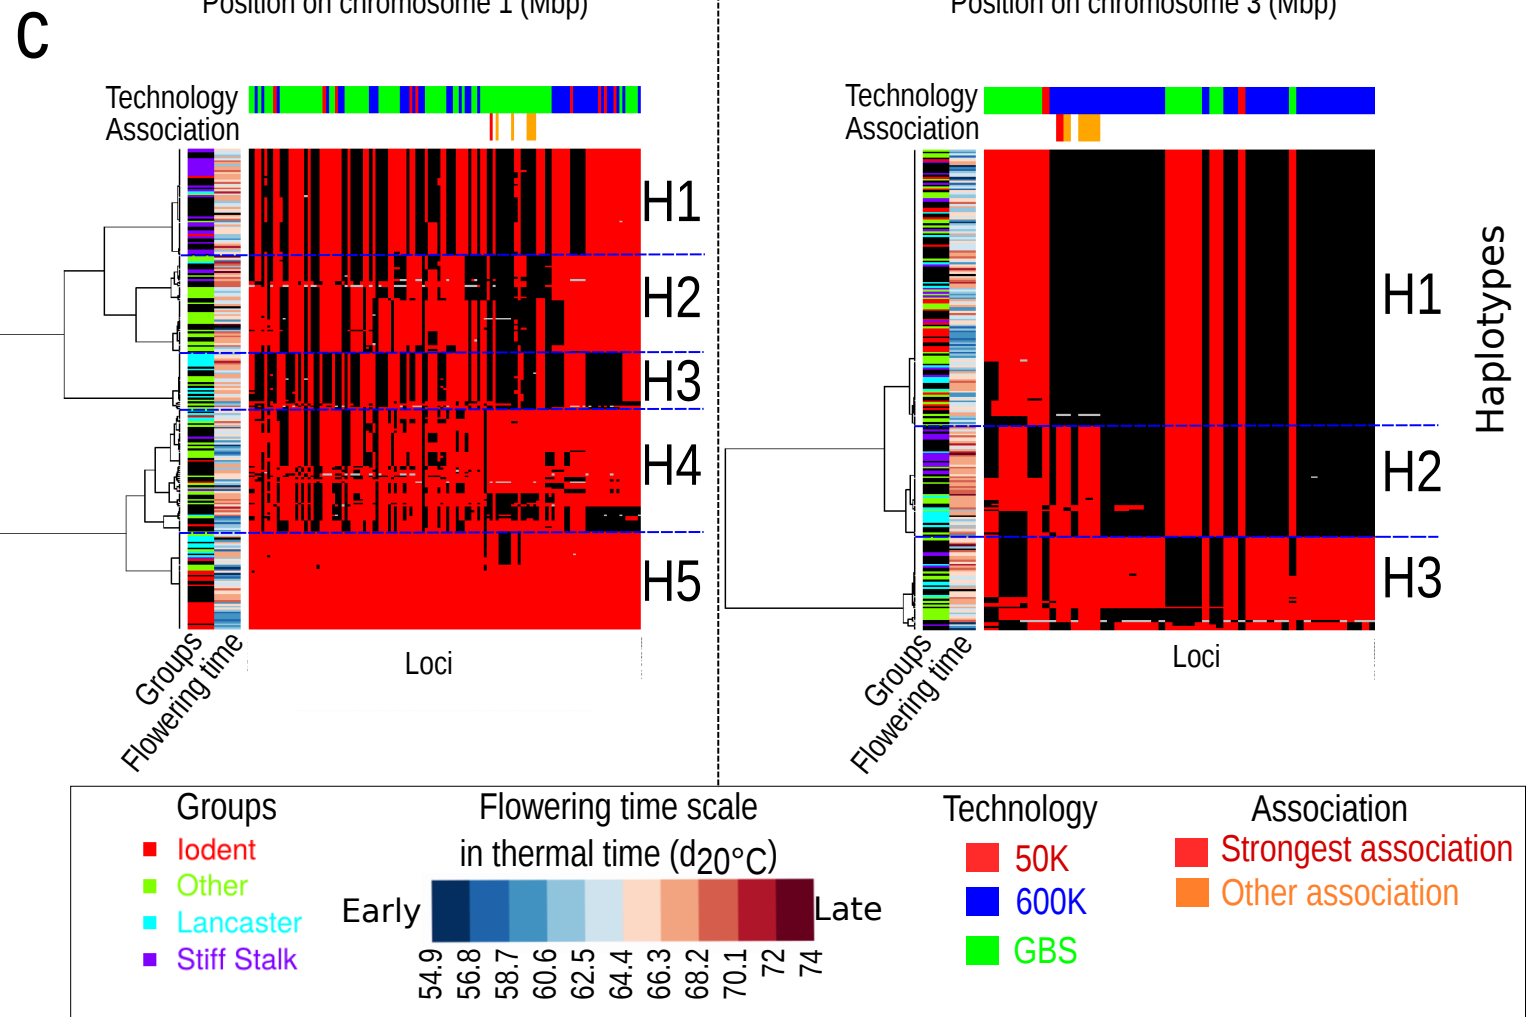 Position on chromosome 1 (Mbp)
Position on chromosome 3 (Mbp)
C
Technology
Association
H1
H2
H3
H4
H5
Groups
Flowering time
Loci
Technology
Association
H1
H2
H3
Haplotypes
Groups
Flowering time
Loci
Groups
Iodent
Other
Lancaster
Stiff Stalk
Flowering time scale
in thermal time (d20°C)
Early
Late
54.9
56.8
58.7
60.6
62.5
64.4
66.3
68.2
70.1
72
74
Technology
50K
600K
GBS
Association
Strongest association
Other association